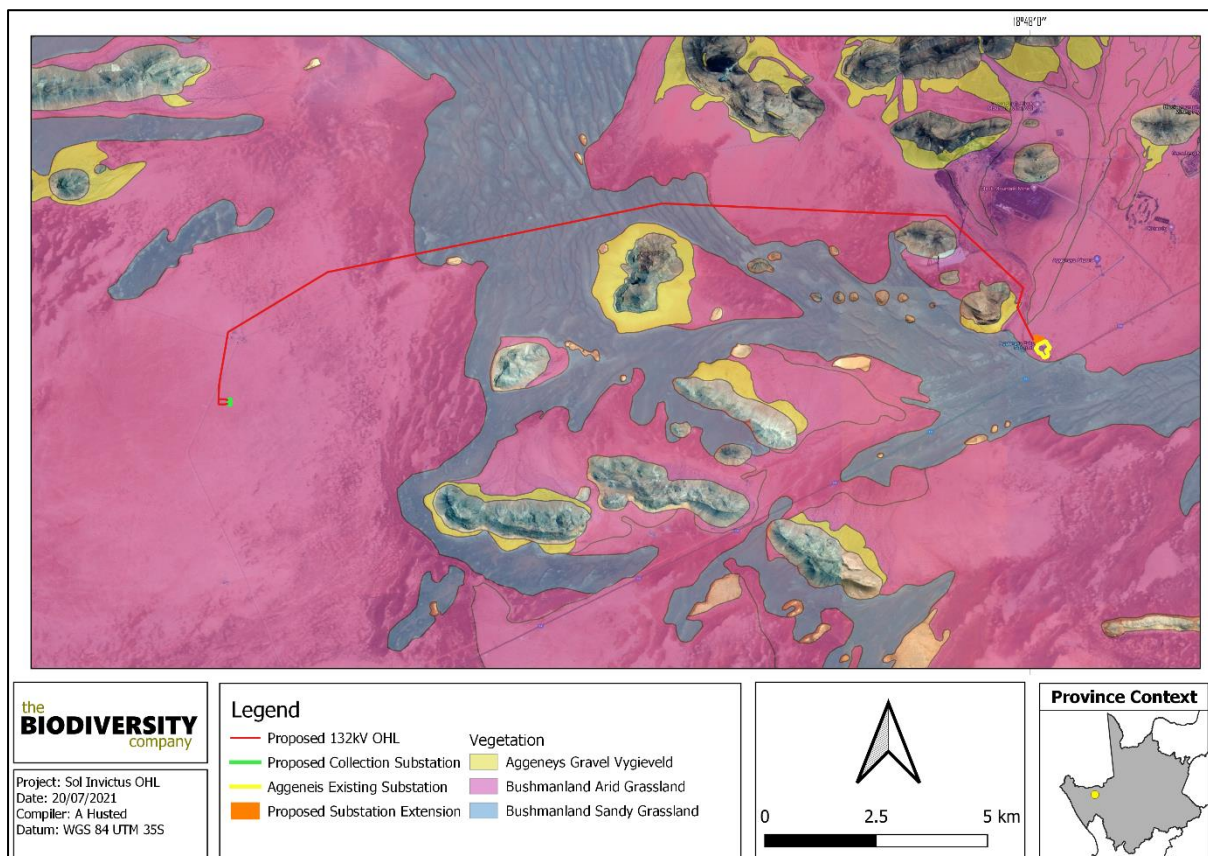 18°48'0"
the
BIODIVERSITY
company
Project: Sol Invictus OHL
Date: 20/07/2021
Compiler: A Husted
Datum: WGS 84 UTM 35S
Legend
Proposed 132kV OHL
Proposed Collection Substation
Aggeneis Existing Substation
Proposed Substation Extension
Vegetation
Aggeneys Gravel Vygieveld
Bushmanland Arid Grassland
Bushmanland Sandy Grassland
0 2.5 5 km
Province Context